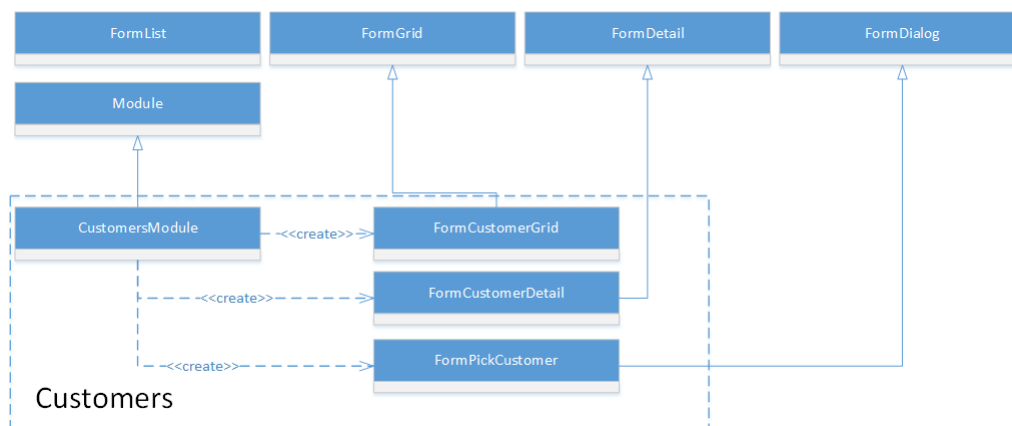 FormList
FormGrid
FormDetail
FormDialog
Module
CustomersModule
<<create>>
FormCustomerGrid
<<create>>
FormCustomerDetail
<<create>>
FormPickCustomer
Customers